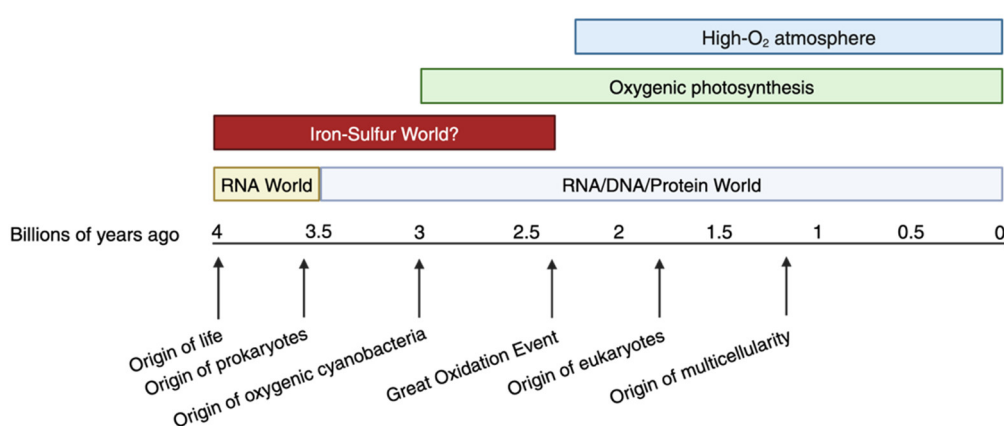 High-O₂ atmosphere
Oxygenic photosynthesis
Iron-Sulfur World?
RNA World
RNA/DNA/Protein World
Billions of years ago
4
3.5
3
2.5
2
1.5
1
0.5
0
Origin of life
Origin of prokaryotes
Origin of oxygenic cyanobacteria
Great Oxidation Event
Origin of eukaryotes
Origin of multicellularity